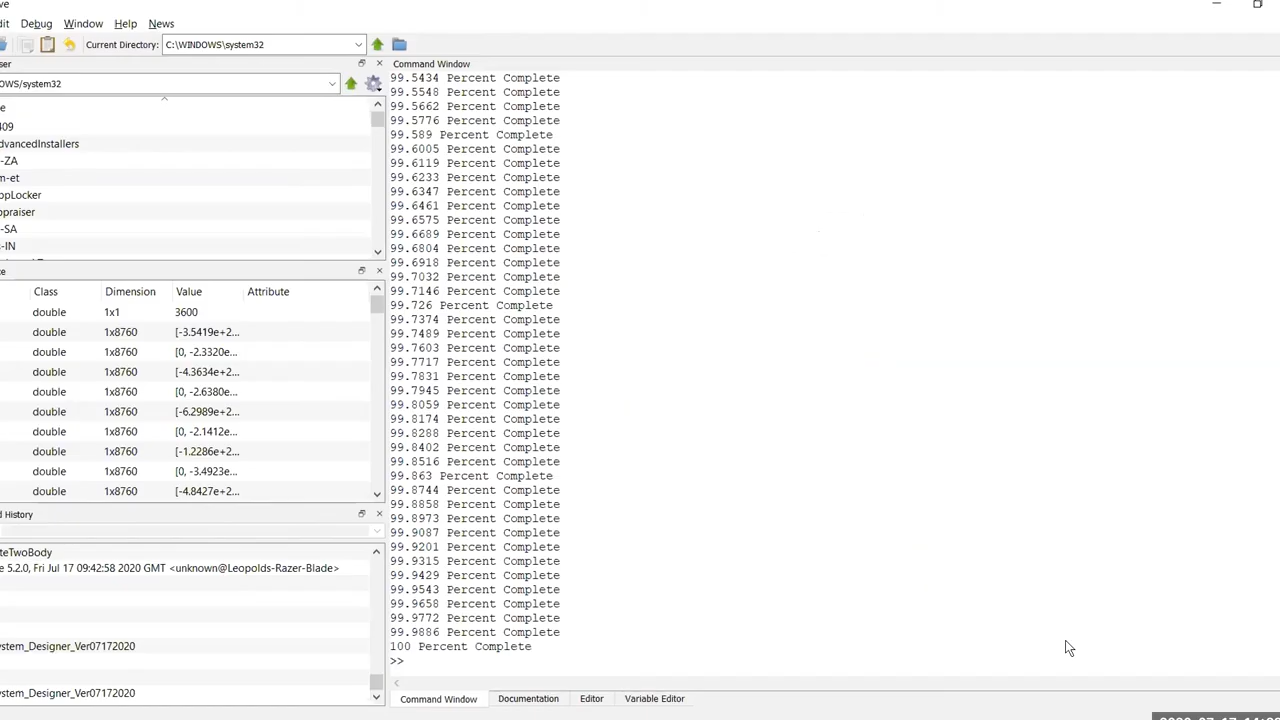 ve
dit Debug Window Help News
Current Directory: C:\WINDOWS\system32
ser
OWS/system32
e
409
dvancedInstallers
-ZA
m-et
ppLocker
ppraiser
-SA
s-IN
ce
Class Dimension Value Attribute
double 1x1 3600
double 1x8760 [-3.5419e+2...
double 1x8760 [0, -2.3320e...
double 1x8760 [-4.3634e+2...
double 1x8760 [0, -2.6380e...
double 1x8760 [-6.2989e+2...
double 1x8760 [0, -2.1412e...
double 1x8760 [-1.2286e+2...
double 1x8760 [0, -3.4923e...
double 1x8760 [-4.8427e+2...
d History
teTwoBody
e 5.2.0, Fri Jul 17 09:42:58 2020 GMT <unknown@Leopolds-Razer-Blade>
ystem_Designer_Ver07172020
ystem_Designer_Ver07172020
Command Window
99.5434 Percent Complete
99.5548 Percent Complete
99.5662 Percent Complete
99.5776 Percent Complete
99.589 Percent Complete
99.6005 Percent Complete
99.6119 Percent Complete
99.6233 Percent Complete
99.6347 Percent Complete
99.6461 Percent Complete
99.6575 Percent Complete
99.6689 Percent Complete
99.6804 Percent Complete
99.6918 Percent Complete
99.7032 Percent Complete
99.7146 Percent Complete
99.726 Percent Complete
99.7374 Percent Complete
99.7489 Percent Complete
99.7603 Percent Complete
99.7717 Percent Complete
99.7831 Percent Complete
99.7945 Percent Complete
99.8059 Percent Complete
99.8174 Percent Complete
99.8288 Percent Complete
99.8402 Percent Complete
99.8516 Percent Complete
99.863 Percent Complete
99.8744 Percent Complete
99.8858 Percent Complete
99.8973 Percent Complete
99.9087 Percent Complete
99.9201 Percent Complete
99.9315 Percent Complete
99.9429 Percent Complete
99.9543 Percent Complete
99.9658 Percent Complete
99.9772 Percent Complete
99.9886 Percent Complete
100 Percent Complete
>>
Command Window Documentation Editor Variable Editor